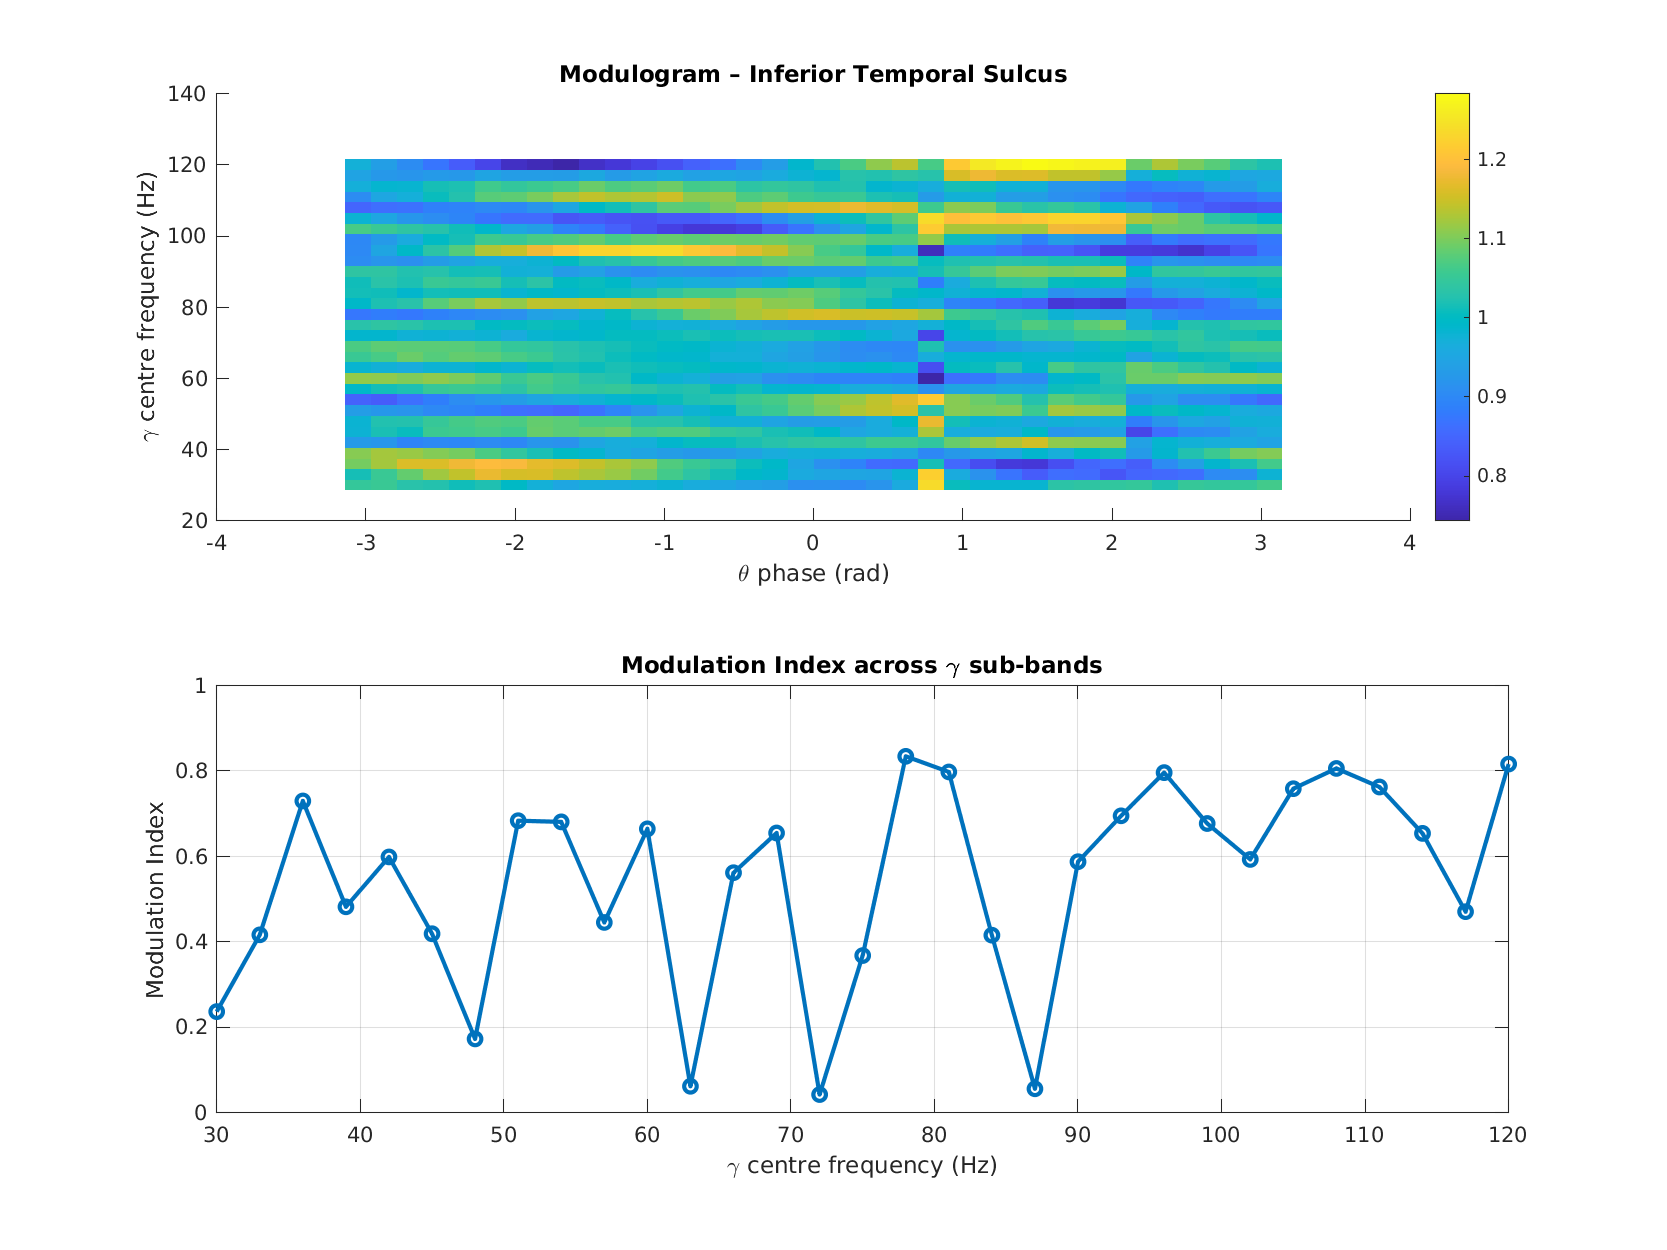 Modulogram – Inferior Temporal Sulcus
140
120
100
80
60
40
20
γ centre frequency (Hz)
-4 -3 -2 -1 0 1 2 3 4
θ phase (rad)
1.2
1.1
1
0.9
0.8
Modulation Index across γ sub-bands
1
0.8
0.6
0.4
0.2
0
Modulation Index
30 40 50 60 70 80 90 100 110 120
γ centre frequency (Hz)